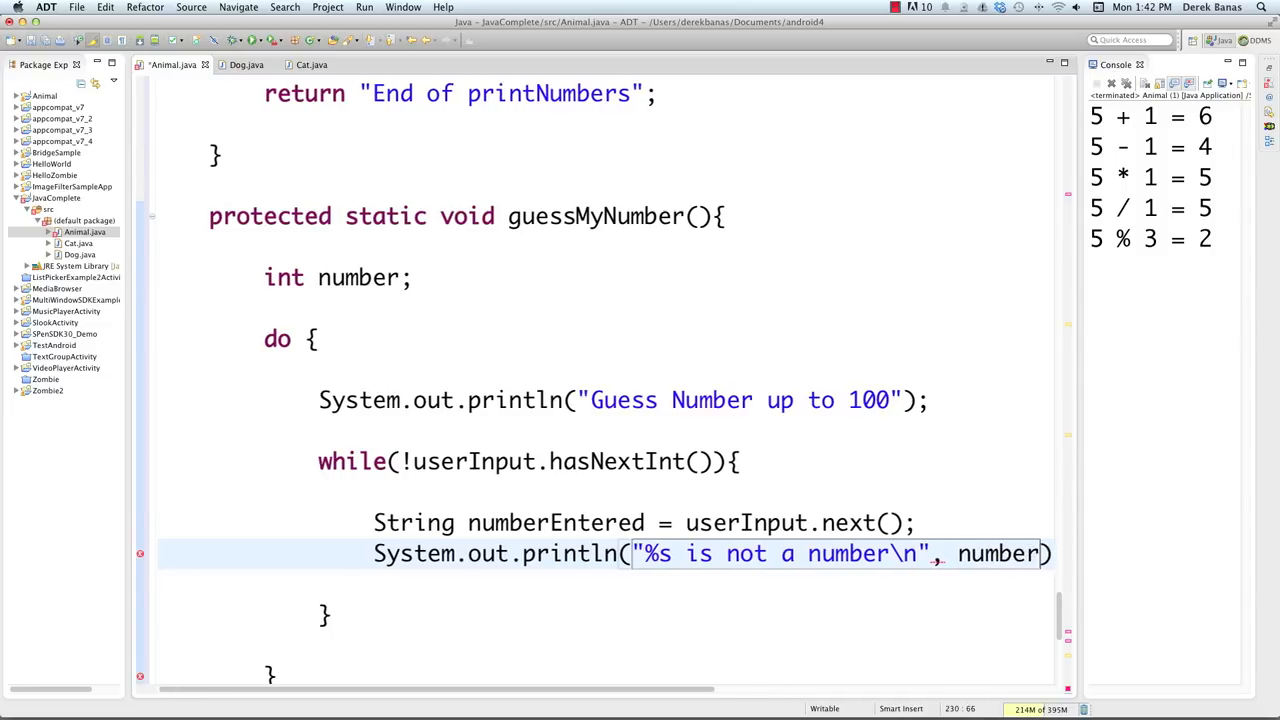 ADT File Edit Refactor Source Navigate Search Project Run Window Help
10 Mon 1:42 PM Derek Banas
Java – JavaComplete/src/Animal.java – ADT – /Users/derekbanas/Documents/android4
Quick Access
Java
DDMS
Package Exp
Animal
appcompat_v7
appcompat_v7_2
appcompat_v7_3
appcompat_v7_4
BridgeSample
HelloWorld
HelloZombie
ImageFilterSampleApp
JavaComplete
src
(default package)
Animal.java
Cat.java
Dog.java
JRE System Library [Ja
ListPickerExample2Activi
MediaBrowser
MultiWindowSDKExample
MusicPlayerActivity
SlookActivity
SPenSDK30_Demo
TestAndroid
TextGroupActivity
VideoPlayerActivity
Zombie
Zombie2
*Animal.java
Dog.java
Cat.java
return "End of printNumbers";
}
protected static void guessMyNumber(){
int number;
do {
System.out.println("Guess Number up to 100");
while(!userInput.hasNextInt()){
String numberEntered = userInput.next();
System.out.println("%s is not a number\n", number)
}
}
Console
<terminated> Animal (1) [Java Application] /S
5 + 1 = 6
5 - 1 = 4
5 * 1 = 5
5 / 1 = 5
5 % 3 = 2
Writable
Smart Insert
230 : 66
214M of 395M